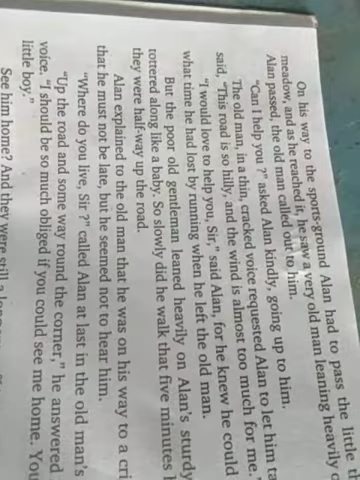 On his way to the sports-ground Alan had to pass the little
meadow, and as he reached it, he saw a very old man leaning heavily
Alan passed, the old man called out to him.
"Can I help you ?" asked Alan kindly, going up to him.
The old man, in a thin, cracked voice requested Alan to let him ta
said, "This road is so hilly, and the wind is almost too much for me."
"I would love to help you, Sir," said Alan, for he knew he could
what time he had lost by running when he left the old man.
But the poor old gentleman leaned heavily on Alan's sturdy
tottered along like a baby. So slowly did he walk that five minutes
they were half-way up the road.
Alan explained to the old man that he was on his way to a cri
that he must not be late, but he seemed not to hear him.
"Where do you live, Sir ?" called Alan at last in the old man's
"Up the road and some way round the corner," he answered
voice. "I should be so much obliged if you could see me home. You
little boy."
See him home? And they were still a